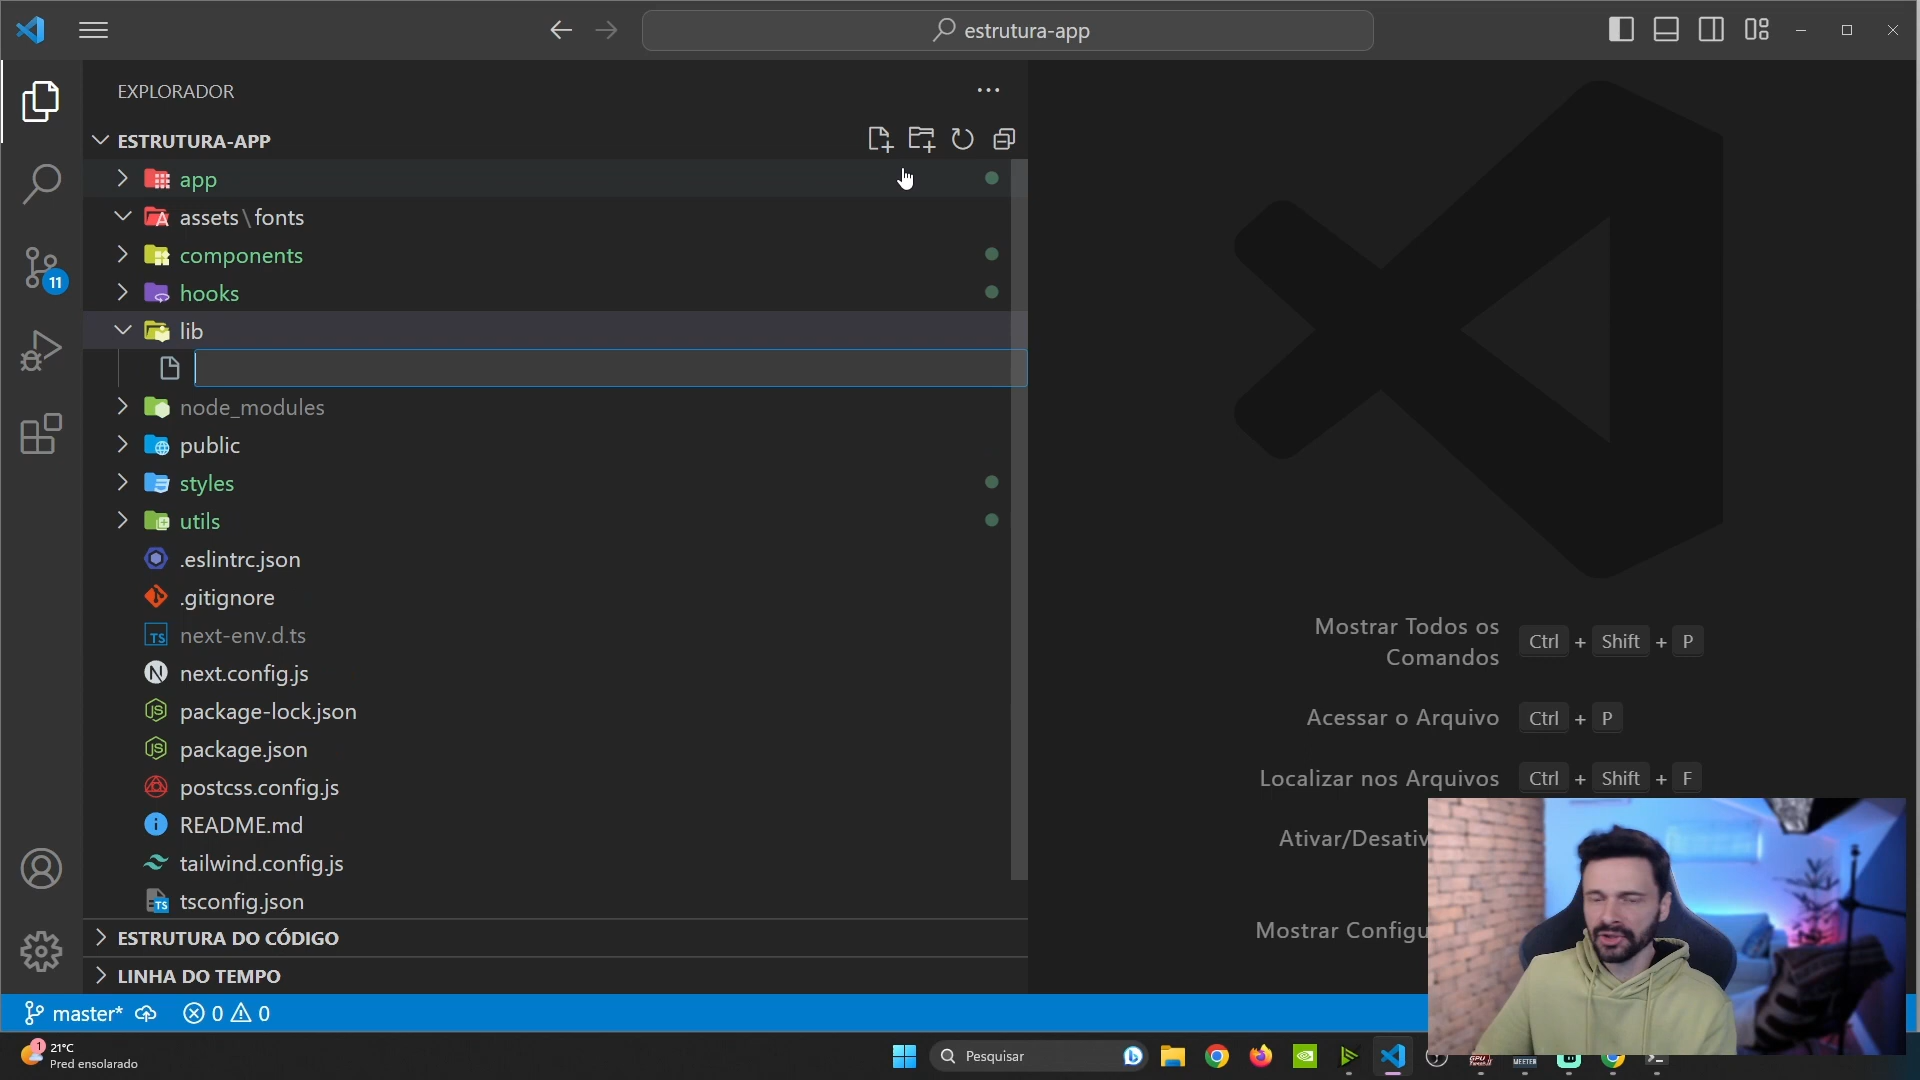 estrutura-app
EXPLORADOR
ESTRUTURA-APP
app
assets\fonts
components
hooks
lib
node_modules
public
styles
utils
.eslintrc.json
.gitignore
next-env.d.ts
next.config.js
package-lock.json
package.json
postcss.config.js
README.md
tailwind.config.js
tsconfig.json
ESTRUTURA DO CÓDIGO
LINHA DO TEMPO
11
Mostrar Todos os
Comandos
Ctrl + Shift + P
Acessar o Arquivo Ctrl + P
Localizar nos Arquivos Ctrl + Shift + F
Ativar/Desativ
Mostrar Configu
master* 0 0
1
21°C
Pred ensolarado
Pesquisar